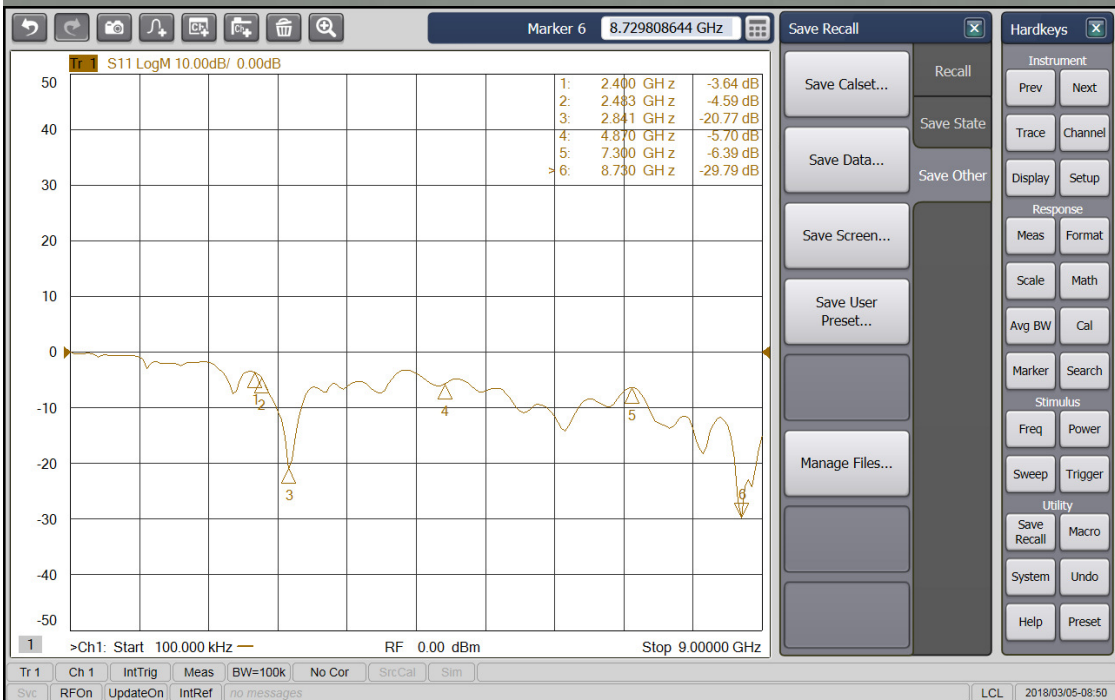 Marker 6 8.729808644 GHz
Tr 1 S11 LogM 10.00dB/ 0.00dB
50
40
30
20
10
0
-10
-20
-30
-40
-50
1: 2.400 GHz -3.64 dB
2: 2.483 GHz -4.59 dB
3: 2.841 GHz -20.77 dB
4: 4.870 GHz -5.70 dB
5: 7.300 GHz -6.39 dB
> 6: 8.730 GHz -29.79 dB
1
2
3
4
5
6
1 >Ch1: Start 100.000 kHz — RF 0.00 dBm Stop 9.00000 GHz
Save Recall
Save Calset...
Save Data...
Save Screen...
Save User
Preset...
Manage Files...
Recall
Save State
Save Other
Hardkeys
Instrument
Prev Next
Trace Channel
Display Setup
Response
Meas Format
Scale Math
Avg BW Cal
Marker Search
Stimulus
Freq Power
Sweep Trigger
Utility
Save
Recall
Macro
System Undo
Help Preset
Tr 1 Ch 1 IntTrig Meas BW=100k No Cor SrcCal Sim
Svc RFOn UpdateOn IntRef no messages LCL 2018/03/05-08:50